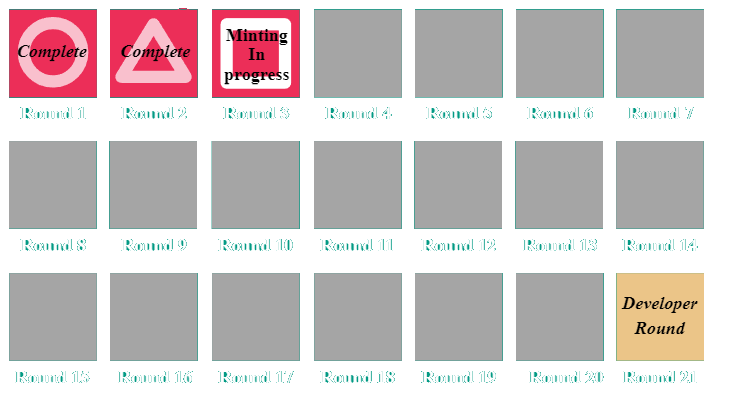 Complete
Complete
Minting
In
progress
Round 1
Round 2
Round 3
Round 4
Round 5
Round 6
Round 7
Round 8
Round 9
Round 10
Round 11
Round 12
Round 13
Round 14
Developer
Round
Round 15
Round 16
Round 17
Round 18
Round 19
Round 20
Round 21